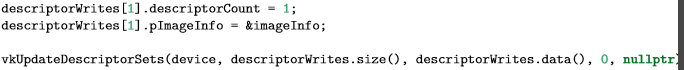 descriptorWrites[1].descriptorCount = 1;
descriptorWrites[1].pImageInfo = &imageInfo;
vkUpdateDescriptorSets(device, descriptorWrites.size(), descriptorWrites.data(), 0, nullptr)